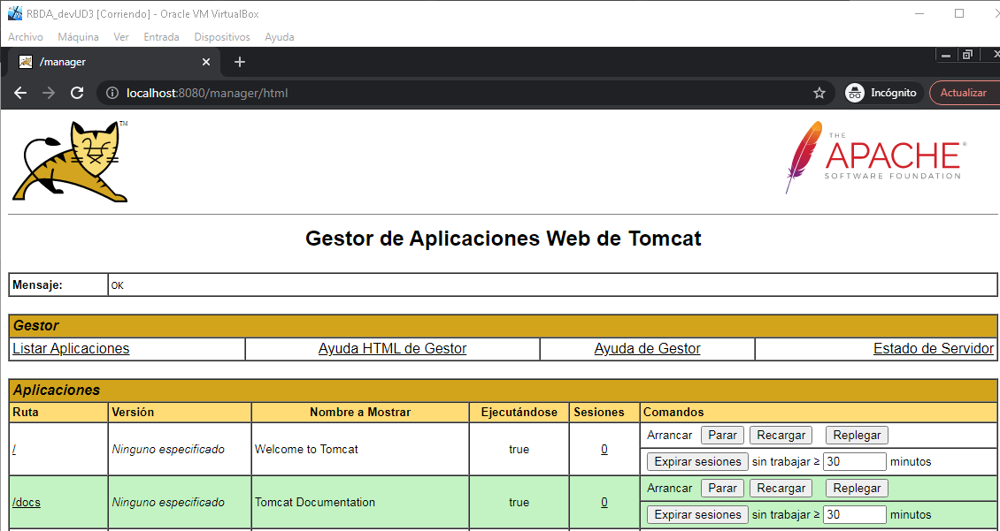 RBDA_devUD3 [Corriendo] - Oracle VM VirtualBox
Archivo Máquina Ver Entrada Dispositivos Ayuda
/manager
localhost:8080/manager/html Incógnito Actualizar
TM
THE
APACHE®
SOFTWARE FOUNDATION
Gestor de Aplicaciones Web de Tomcat
Mensaje: OK
Gestor
Listar Aplicaciones Ayuda HTML de Gestor Ayuda de Gestor Estado de Servidor
Aplicaciones
Ruta Versión Nombre a Mostrar Ejecutándose Sesiones Comandos
/ Ninguno especificado Welcome to Tomcat true 0 Arrancar Parar Recargar Replegar
Expirar sesiones sin trabajar ≥ 30 minutos
/docs Ninguno especificado Tomcat Documentation true 0 Arrancar Parar Recargar Replegar
Expirar sesiones sin trabajar ≥ 30 minutos